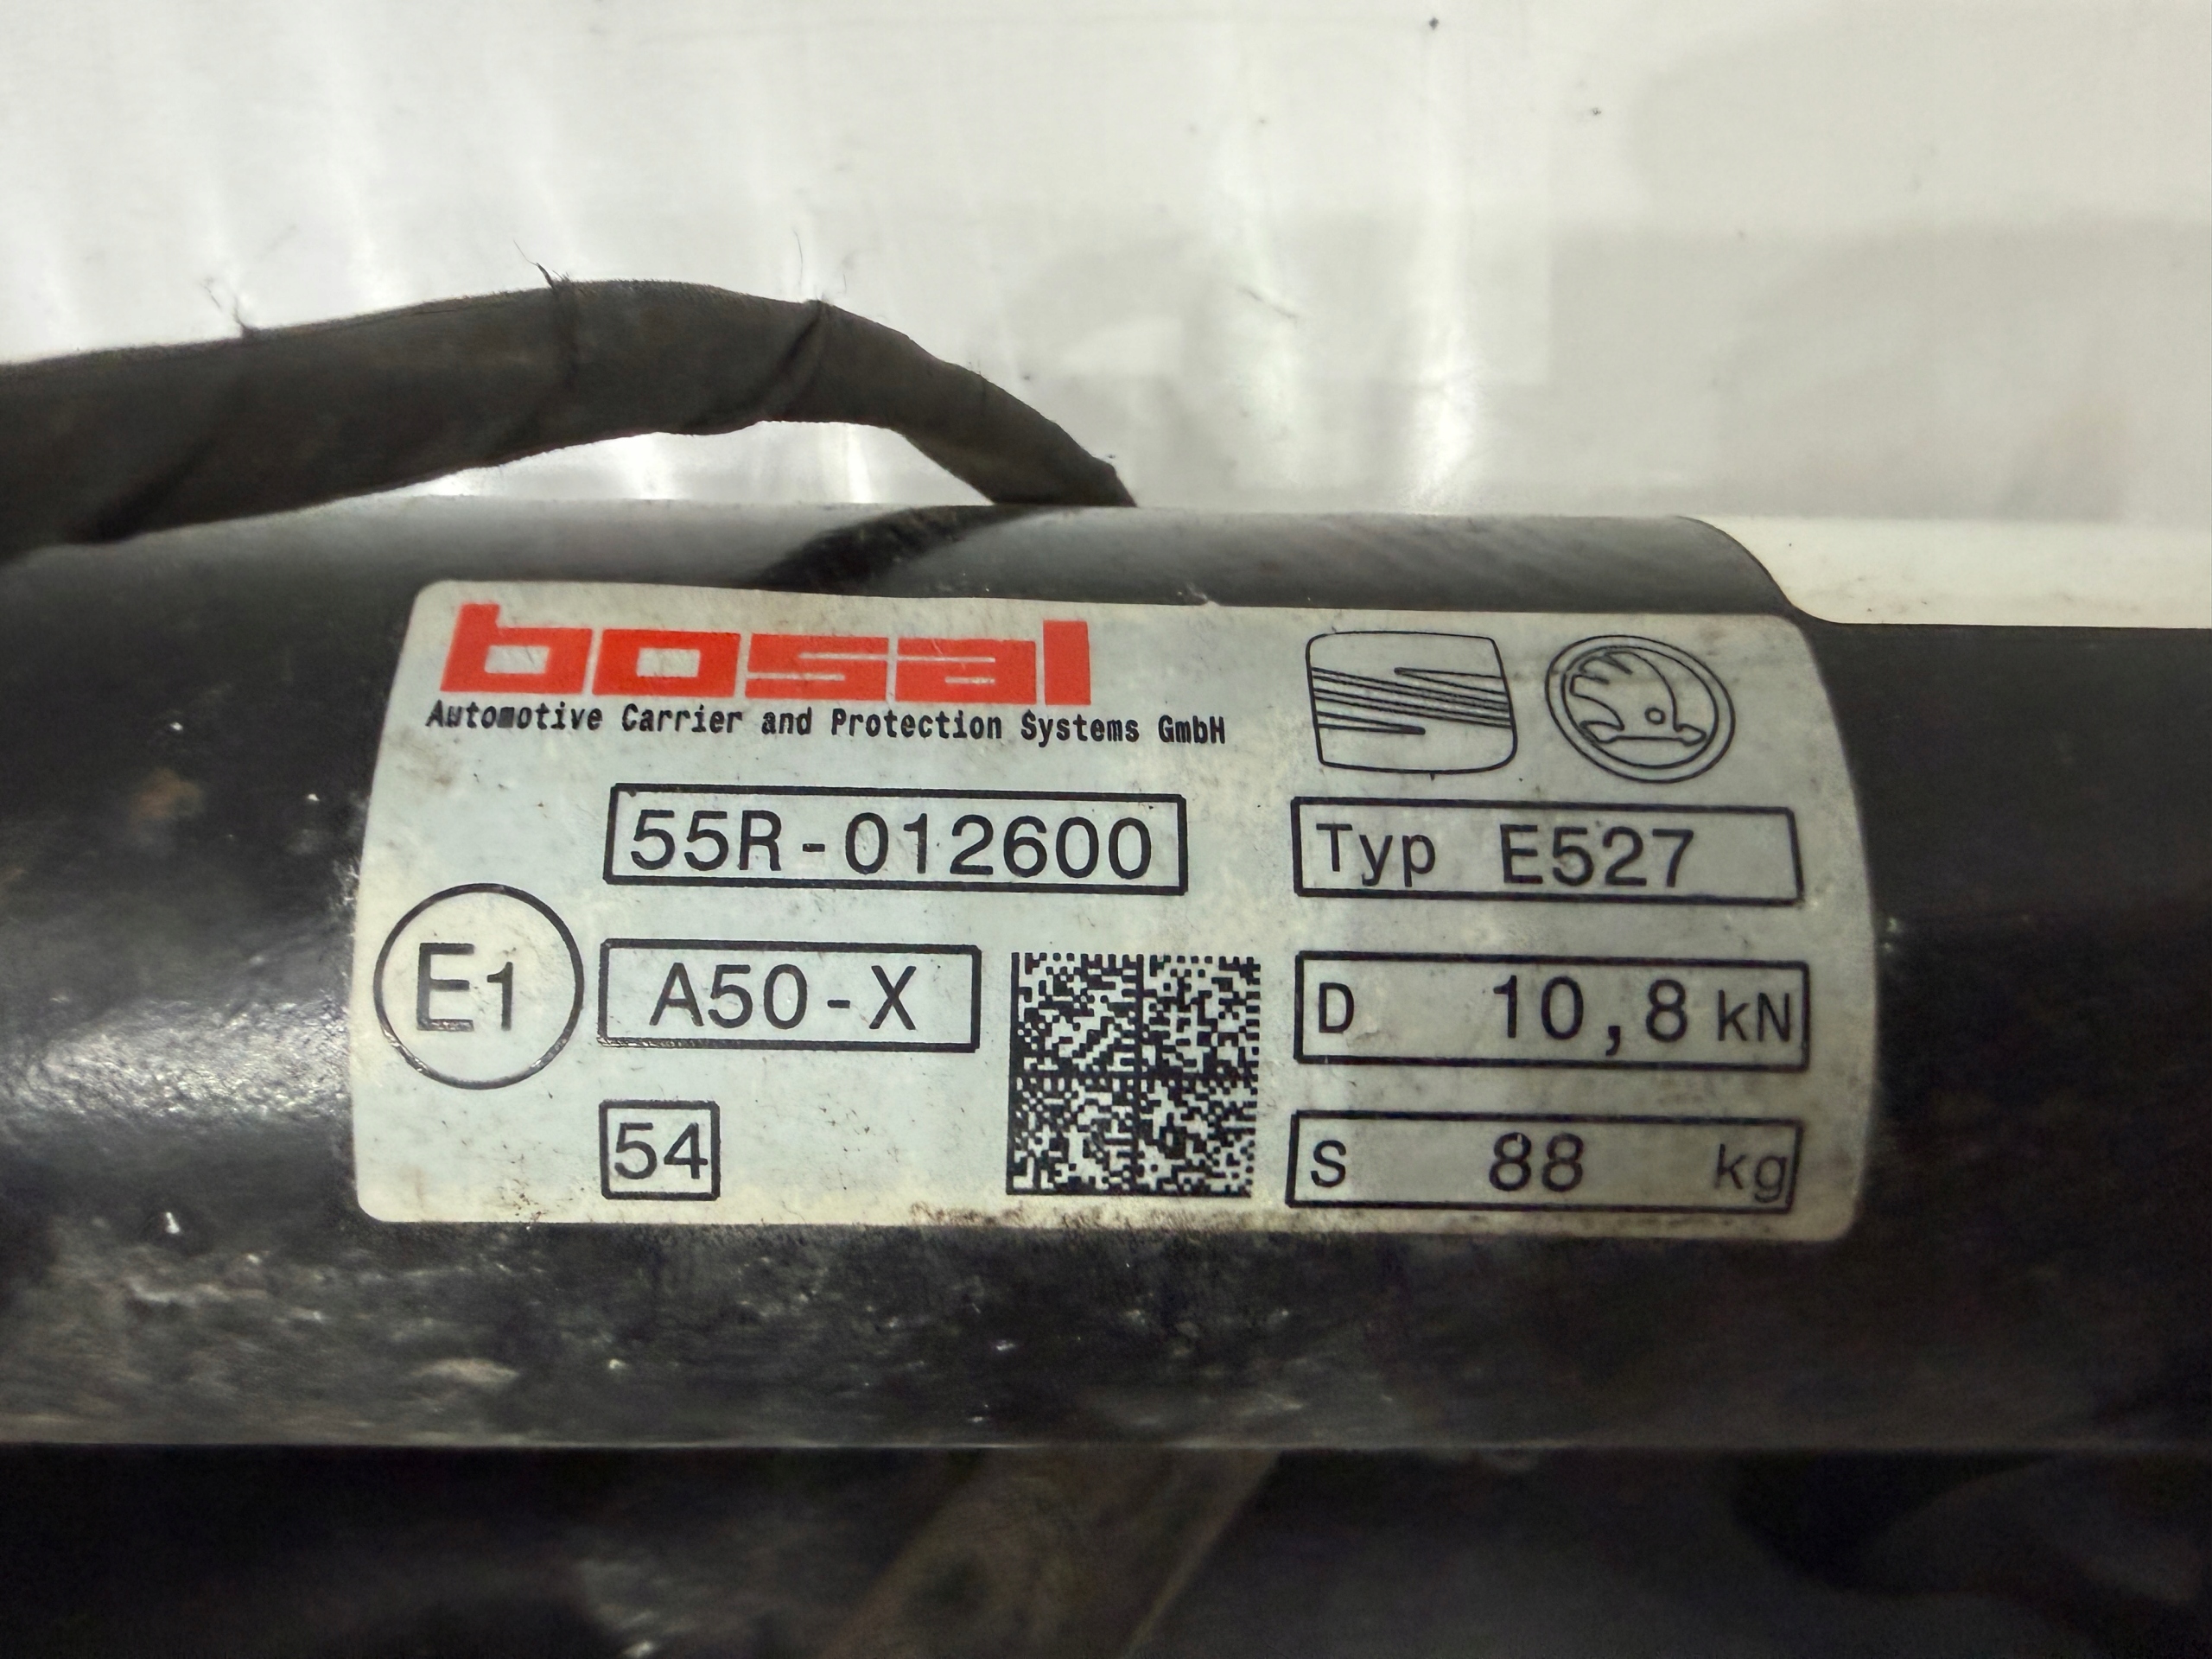 bosal
Automotive Carrier and Protection Systems GmbH
55R-012600
Typ E527
E1
A50-X
D 10,8 kN
54
S 88 kg